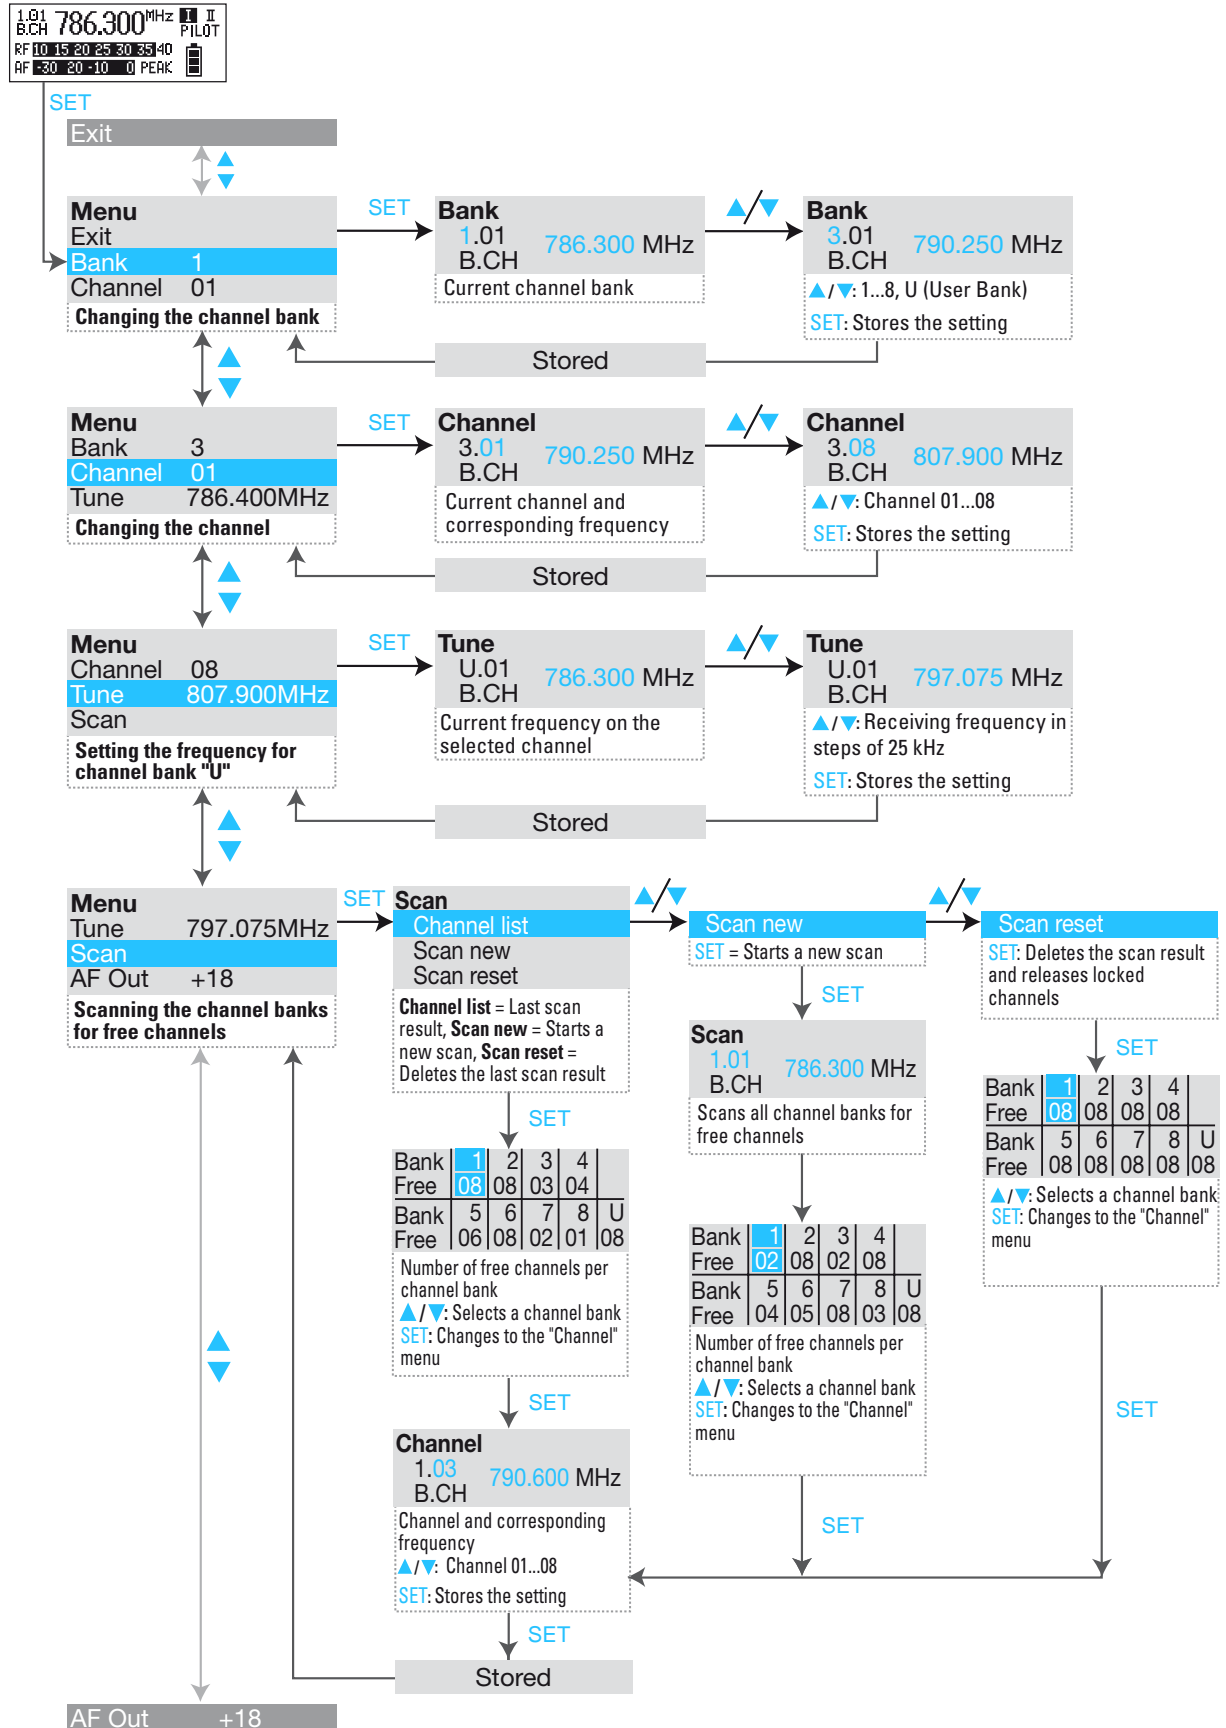 1.01 786.300MHz I II
B.CH PILOT
RF 10 15 20 25 30 35 40
AF -30 20 -10 0 PEAK
SET
Exit
Menu
Exit
Bank 1
Channel 01
Changing the channel bank
SET
Bank
1.01 786.300 MHz
B.CH
Current channel bank
▲/▼
Bank
3.01 790.250 MHz
B.CH
▲/▼: 1...8, U (User Bank)
SET: Stores the setting
Stored
Menu
Bank 3
Channel 01
Tune 786.400MHz
Changing the channel
SET
Channel
3.01 790.250 MHz
B.CH
Current channel and
corresponding frequency
▲/▼
Channel
3.08 807.900 MHz
B.CH
▲/▼: Channel 01...08
SET: Stores the setting
Stored
Menu
Channel 08
Tune 807.900MHz
Scan
Setting the frequency for
channel bank "U"
SET
Tune
U.01 786.300 MHz
B.CH
Current frequency on the
selected channel
▲/▼
Tune
U.01 797.075 MHz
B.CH
▲/▼: Receiving frequency in
steps of 25 kHz
SET: Stores the setting
Stored
Menu
Tune 797.075MHz
Scan
AF Out +18
Scanning the channel banks
for free channels
SET
Scan
Channel list
Scan new
Scan reset
Channel list = Last scan
result, Scan new = Starts a
new scan, Scan reset =
Deletes the last scan result
SET
Bank 1 2 3 4
Free 08 08 03 04
Bank 5 6 7 8 U
Free 06 08 02 01 08
Number of free channels per
channel bank
▲/▼: Selects a channel bank
SET: Changes to the "Channel"
menu
SET
Channel
1.03 790.600 MHz
B.CH
Channel and corresponding
frequency
▲/▼: Channel 01...08
SET: Stores the setting
SET
Stored
▲/▼
Scan new
SET = Starts a new scan
SET
Scan
1.01 786.300 MHz
B.CH
Scans all channel banks for
free channels
Bank 1 2 3 4
Free 02 08 02 08
Bank 5 6 7 8 U
Free 04 05 08 03 08
Number of free channels per
channel bank
▲/▼: Selects a channel bank
SET: Changes to the "Channel"
menu
SET
▲/▼
Scan reset
SET: Deletes the scan result
and releases locked
channels
SET
Bank 1 2 3 4
Free 08 08 08 08
Bank 5 6 7 8 U
Free 08 08 08 08 08
▲/▼: Selects a channel bank
SET: Changes to the "Channel"
menu
SET
AF Out +18